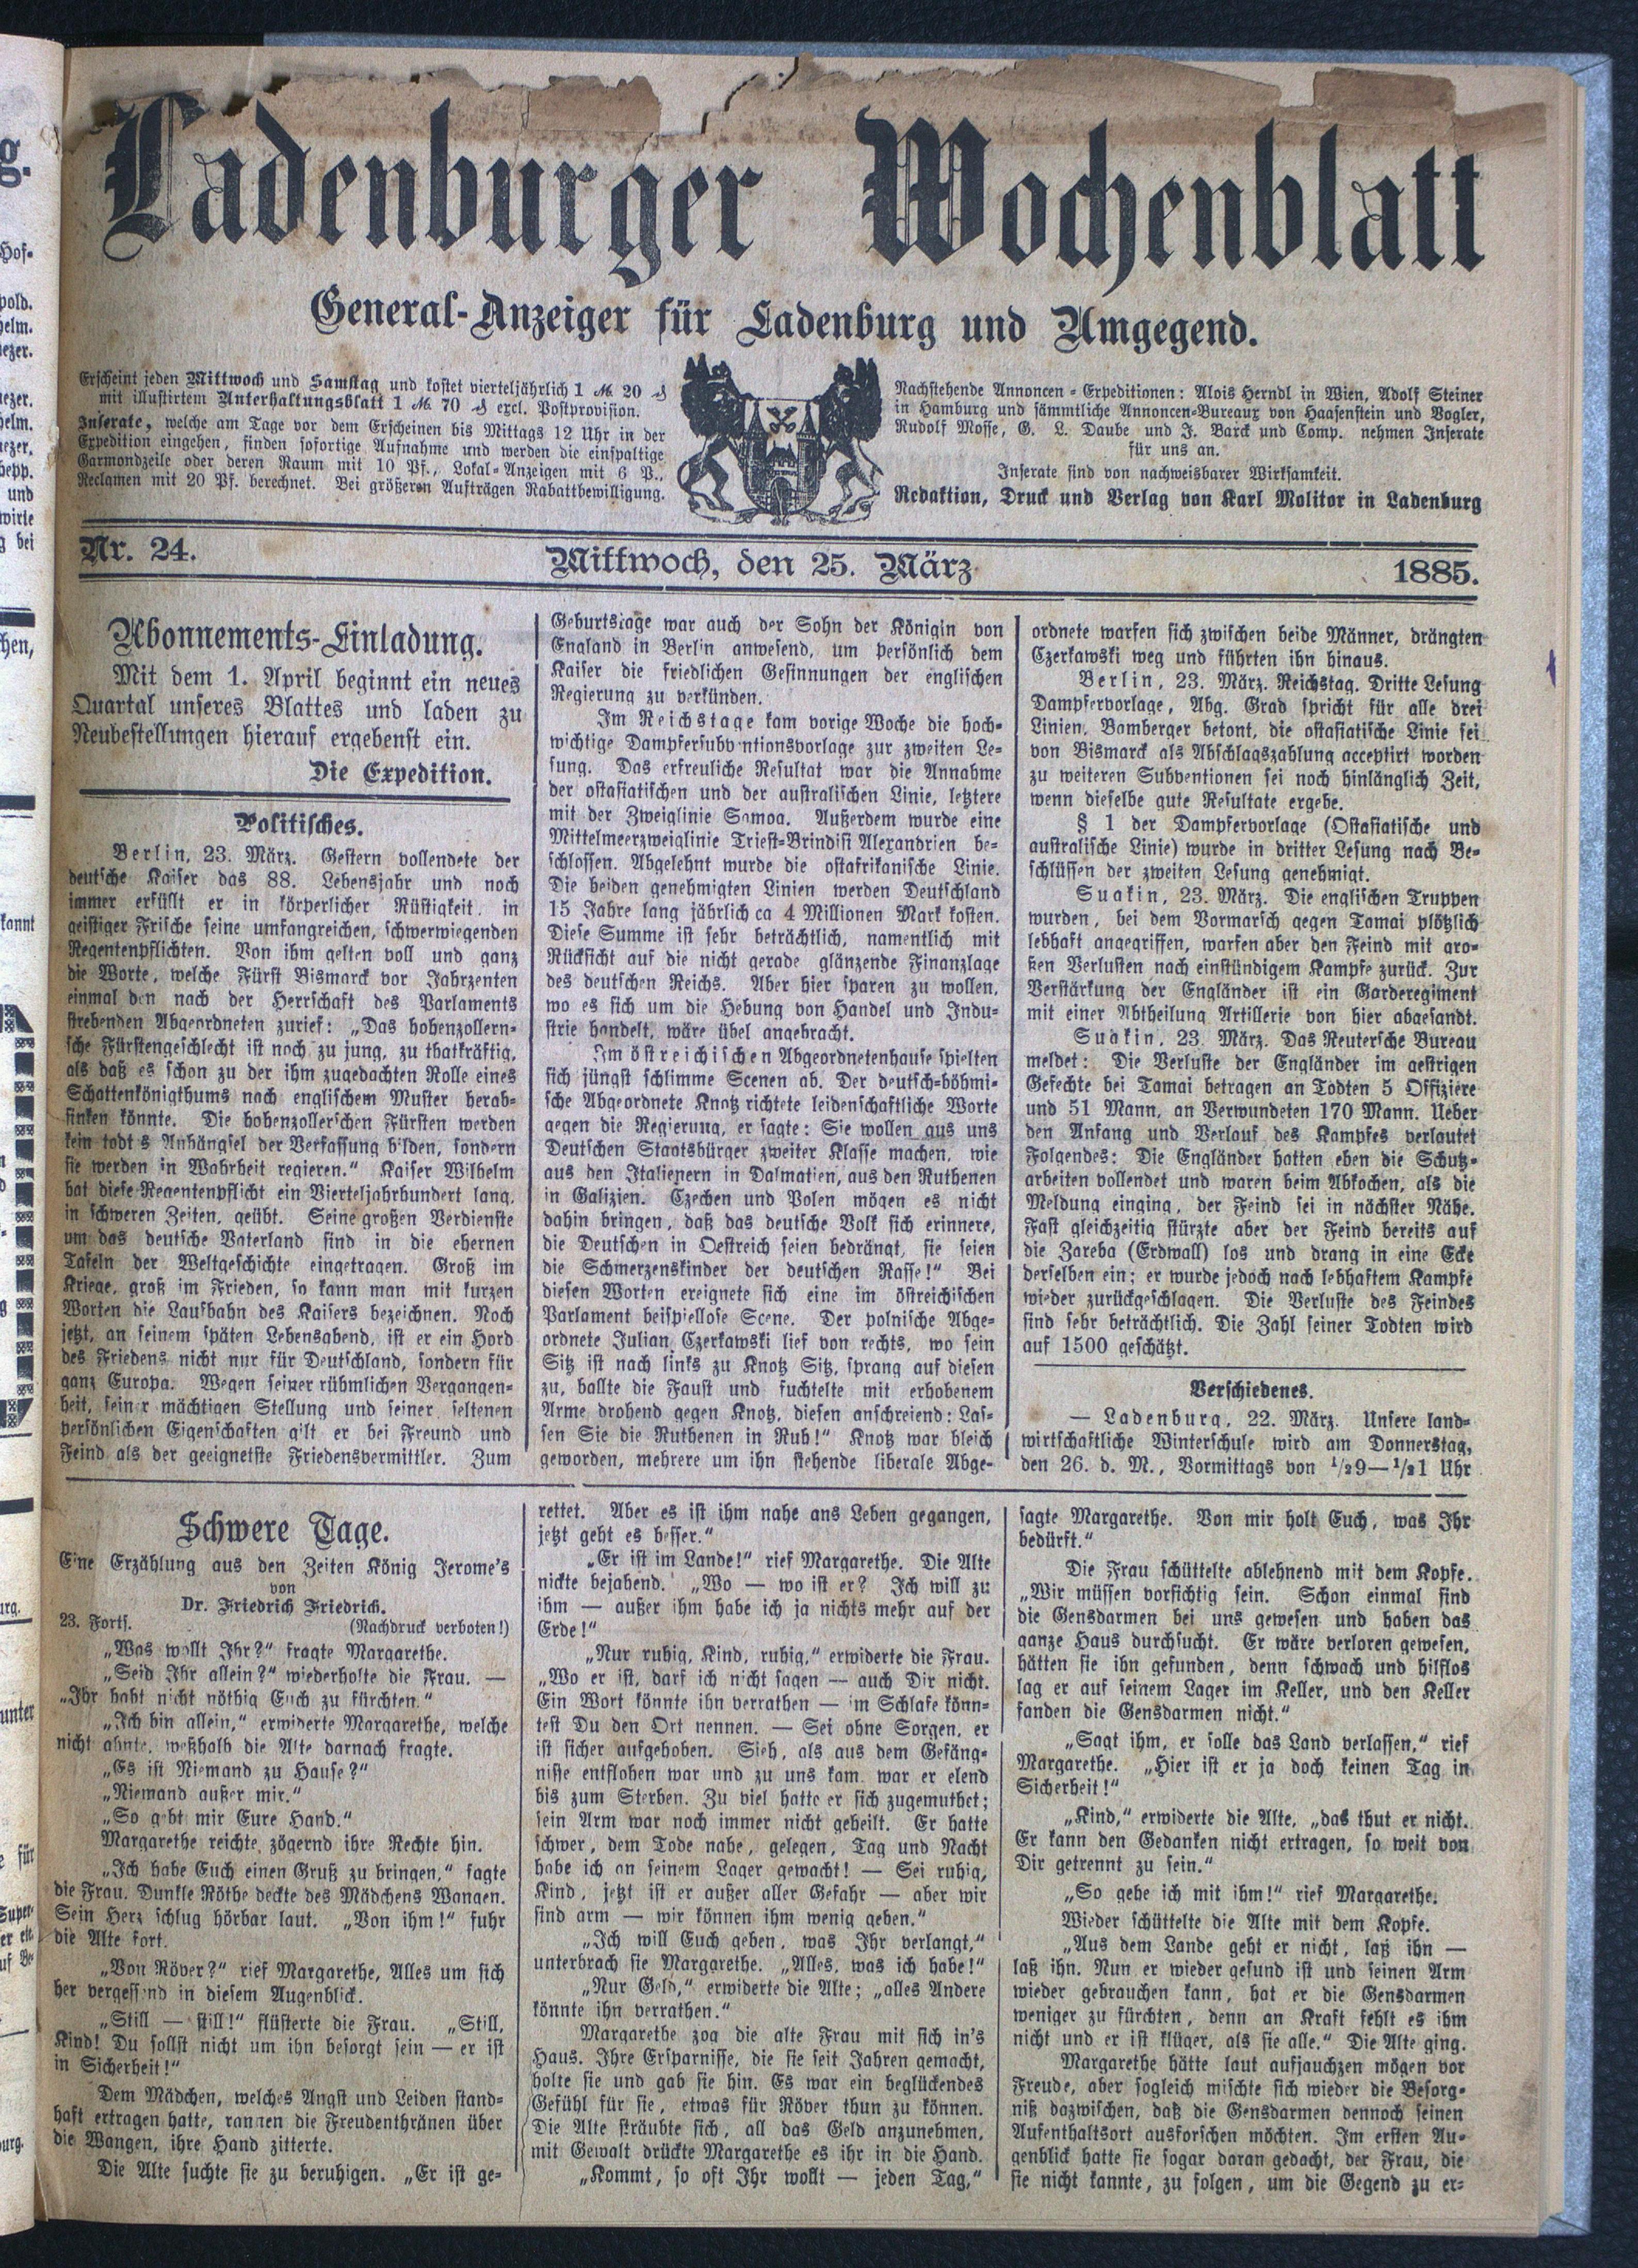 Ladenburger Wochenblatt
General-Anzeiger für Ladenburg und Umgegend.
Erscheint jeden Mittwoch und Samstag und kostet vierteljährlich 1 M. 20 ₰
mit illustirtem Unterhaltungsblatt 1 M. 70 ₰ excl. Postprovision.
Inserate, welche am Tage vor dem Erscheinen bis Mittags 12 Uhr in der
Expedition eingehen, finden sofortige Aufnahme und werden die einspaltige
Garmondzeile oder deren Raum mit 10 Pf., Lokal-Anzeigen mit 6 P.,
Reclamen mit 20 Pf. berechnet. Bei größeren Aufträgen Rabattbewilligung.
Nachstehende Annoncen-Expeditionen: Alois Herndl in Wien, Adolf Steiner
in Hamburg und sämmtliche Annoncen-Bureaux von Haasenstein und Vogler,
Rudolf Mosse, G. L. Daube und J. Barck und Comp. nehmen Inserate
für uns an.
Inserate sind von nachweisbarer Wirksamkeit.
Redaktion, Druck und Verlag von Karl Molitor in Ladenburg
Nr. 24.
Mittwoch, den 25. März
1885.
Abonnements-Einladung.
Mit dem 1. April beginnt ein neues
Quartal unseres Blattes und laden zu
Neubestellungen hierauf ergebenst ein.
Die Expedition.
Politisches.
Berlin, 23. März. Gestern vollendete der
deutsche Kaiser das 88. Lebensjahr und noch
immer erfüllt er in körperlicher Rüstigkeit, in
geistiger Frische seine umfangreichen, schwerwiegenden
Regentenpflichten. Von ihm gelten voll und ganz
die Worte, welche Fürst Bismarck vor Jahrzenten
einmal den nach der Herrschaft des Parlaments
strebenden Abgeordneten zurief: „Das hohenzollern-
sche Fürstengeschlecht ist noch zu jung, zu thatkräftig,
als daß es schon zu der ihm zugedachten Rolle eines
Schattenkönigthums nach englischem Muster herab-
sinken könnte. Die hohenzoller'schen Fürsten werden
kein todt s Anhängsel der Verfassung bilden, sondern
sie werden in Wahrheit regieren.“ Kaiser Wilhelm
hat diese Regentenpflicht ein Vierteljahrhundert lang,
in schweren Zeiten, geübt. Seine großen Verdienste
um das deutsche Vaterland sind in die ehernen
Tafeln der Weltgeschichte eingetragen. Groß im
Kriege, groß im Frieden, so kann man mit kurzen
Worten die Laufbahn des Kaisers bezeichnen. Noch
jetzt, an seinem späten Lebensabend, ist er ein Hord
des Friedens nicht nur für Deutschland, sondern für
ganz Europa. Wegen seiner rühmlichen Vergangen-
heit, sein r mächtigen Stellung und seiner seltenen
persönlichen Eigenschaften gilt er bei Freund und
Feind als der geeignetste Friedensvermittler. Zum
Geburtstage war auch der Sohn der Königin von
England in Berlin anwesend, um persönlich dem
Kaiser die friedlichen Gesinnungen der englischen
Regierung zu verkünden.
Im Reichstage kam vorige Woche die hoch-
wichtige Dampfersubv ntionsvorlage zur zweiten Le-
sung. Das erfreuliche Resultat war die Annahme
der ostasiatischen und der australischen Linie, letztere
mit der Zweiglinie Samoa. Außerdem wurde eine
Mittelmeerzweiglinie Triest-Brindisi Alexandrien be-
schlossen. Abgelehnt wurde die ostafrikanische Linie.
Die beiden genehmigten Linien werden Deutschland
15 Jahre lang jährlich ca 4 Millionen Mark kosten.
Diese Summe ist sehr beträchtlich, namentlich mit
Rücksicht auf die nicht gerade glänzende Finanzlage
des deutschen Reichs. Aber hier sparen zu wollen,
wo es sich um die Hebung von Handel und Indu-
strie handelt, wäre übel angebracht.
Im östreichischen Abgeordnetenhause spielten
sich jüngst schlimme Scenen ab. Der deutsch-böhmi-
sche Abgeordnete Knotz richtete leidenschaftliche Worte
gegen die Regierung, er sagte: Sie wollen aus uns
Deutschen Staatsbürger zweiter Klasse machen, wie
aus den Italienern in Dalmatien, aus den Ruthenen
in Galizien. Czechen und Polen mögen es nicht
dahin bringen, daß das deutsche Volk sich erinnere,
die Deutschen in Oestreich seien bedrängt, sie seien
die Schmerzenskinder der deutschen Rasse!“ Bei
diesen Worten ereignete sich eine im östreichischen
Parlament beispiellose Scene. Der polnische Abge-
ordnete Julian Czerkawski lief von rechts, wo sein
Sitz ist nach links zu Knotz Sitz, sprang auf diesen
zu, ballte die Faust und fuchtelte mit erhobenem
Arme drohend gegen Knotz, diesen anschreiend: Las-
sen Sie die Ruthenen in Ruh!“ Knotz war bleich
geworden, mehrere um ihn stehende liberale Abge-
ordnete warfen sich zwischen beide Männer, drängten
Czerkawski weg und führten ihn hinaus.
Berlin, 23. März. Reichstag. Dritte Lesung
Dampfervorlage, Abg. Grad spricht für alle drei
Linien, Bamberger betont, die ostasiatische Linie sei
von Bismarck als Abschlagszahlung acceptirt worden
zu weiteren Subventionen sei noch hinlänglich Zeit,
wenn dieselbe gute Resultate ergebe.
§ 1 der Dampfervorlage (Ostasiatische und
australische Linie) wurde in dritter Lesung nach Be-
schlüssen der zweiten Lesung genehmigt.
Suakin, 23. März. Die englischen Truppen
wurden, bei dem Vormarsch gegen Tamai plötzlich
lebhaft angegriffen, warfen aber den Feind mit gro-
ßen Verlusten nach einstündigem Kampfe zurück. Zur
Verstärkung der Engländer ist ein Garderegiment
mit einer Abtheilung Artillerie von hier abgesandt.
Suakin, 23. März. Das Reutersche Bureau
meldet: Die Verluste der Engländer im gestrigen
Gefechte bei Tamai betragen an Todten 5 Offiziere
und 51 Mann, an Verwundeten 170 Mann. Ueber
den Anfang und Verlauf des Kampfes verlautet
Folgendes: Die Engländer hatten eben die Schutz-
arbeiten vollendet und waren beim Abkochen, als die
Meldung einging, der Feind sei in nächster Nähe.
Fast gleichzeitig stürzte aber der Feind bereits auf
die Zareba (Erdwall) los und drang in eine Ecke
derselben ein; er wurde jedoch nach lebhaftem Kampfe
wieder zurückgeschlagen. Die Verluste des Feindes
sind sehr beträchtlich. Die Zahl seiner Todten wird
auf 1500 geschätzt.
Verschiedenes.
— Ladenburg, 22. März. Unsere land-
wirtschaftliche Winterschule wird am Donnerstag,
den 26. d. M., Vormittags von 1/29—1/21 Uhr
Schwere Tage.
Eine Erzählung aus den Zeiten König Jerome's
von
Dr. Friedrich Friedrich.
23. Forts. (Nachdruck verboten!)
„Was wollt Ihr?“ fragte Margarethe.
„Seid Ihr allein?“ wiederholte die Frau. —
„Ihr habt nicht nöthig Euch zu fürchten.“
„Ich bin allein,“ erwiderte Margarethe, welche
nicht ahnte, weßhalb die Alte darnach fragte.
„Es ist Niemand zu Hause?“
„Niemand außer mir.“
„So gebt mir Eure Hand.“
Margarethe reichte zögernd ihre Rechte hin.
„Ich habe Euch einen Gruß zu bringen,“ sagte
die Frau. Dunkle Röthe deckte des Mädchens Wangen.
Sein Herz schlug hörbar laut. „Von ihm!“ fuhr
die Alte fort.
„Von Röver?“ rief Margarethe, Alles um sich
her vergessend in diesem Augenblick.
„Still — still!“ flüsterte die Frau. „Still,
Kind! Du sollst nicht um ihn besorgt sein — er ist
in Sicherheit!“
Dem Mädchen, welches Angst und Leiden stand-
haft ertragen hatte, rannen die Freudenthränen über
die Wangen, ihre Hand zitterte.
Die Alte suchte sie zu beruhigen. „Er ist ge-
rettet. Aber es ist ihm nahe ans Leben gegangen,
jetzt geht es besser.“
„Er ist im Lande!“ rief Margarethe. Die Alte
nickte bejahend. „Wo — wo ist er? Ich will zu
ihm — außer ihm habe ich ja nichts mehr auf der
Erde!“
„Nur ruhig, Kind, ruhig,“ erwiderte die Frau.
„Wo er ist, darf ich nicht sagen — auch Dir nicht.
Ein Wort könnte ihn verrathen — im Schlafe könn-
test Du den Ort nennen. — Sei ohne Sorgen, er
ist sicher aufgehoben. Sieh, als aus dem Gefäng-
nisse entflohen war und zu uns kam. war er elend
bis zum Sterben. Zu viel hatte er sich zugemuthet;
sein Arm war noch immer nicht geheilt. Er hatte
schwer, dem Tode nahe, gelegen, Tag und Nacht
habe ich an seinem Lager gewacht! — Sei ruhig,
Kind, jetzt ist er außer aller Gefahr — aber wir
sind arm — wir können ihm wenig geben.“
„Ich will Euch geben, was Ihr verlangt,“
unterbrach sie Margarethe. „Alles, was ich habe!“
„Nur Geld,“ erwiderte die Alte; „alles Andere
könnte ihn verrathen.“
Margarethe zog die alte Frau mit sich in's
Haus. Ihre Ersparnisse, die sie seit Jahren gemacht,
holte sie und gab sie hin. Es war ein beglückendes
Gefühl für sie, etwas für Röver thun zu können.
Die Alte sträubte sich, all das Geld anzunehmen,
mit Gewalt drückte Margarethe es ihr in die Hand.
„Kommt, so oft Ihr wollt — jeden Tag,“
sagte Margarethe. Von mir holt Euch, was Ihr
bedürft.“
Die Frau schüttelte ablehnend mit dem Kopfe.
„Wir müssen vorsichtig sein. Schon einmal sind
die Gensdarmen bei uns gewesen und haben das
ganze Haus durchsucht. Er wäre verloren gewesen,
hätten sie ihn gefunden, denn schwach und hilflos
lag er auf seinem Lager im Keller, und den Keller
fanden die Gensdarmen nicht.“
„Sagt ihm, er solle das Land verlassen,“ rief
Margarethe. „Hier ist er ja doch keinen Tag in
Sicherheit!“
„Kind,“ erwiderte die Alte, „das thut er nicht.
Er kann den Gedanken nicht ertragen, so weit von
Dir getrennt zu sein.“
„So gehe ich mit ihm!“ rief Margarethe.
Wieder schüttelte die Alte mit dem Kopfe.
„Aus dem Lande geht er nicht, laß ihn —
laß ihn. Nun er wieder gesund ist und seinen Arm
wieder gebrauchen kann, hat er die Gensdarmen
weniger zu fürchten, denn an Kraft fehlt es ihm
nicht und er ist klüger, als sie alle.“ Die Alte ging.
Margarethe hätte laut aufjauchzen mögen vor
Freude, aber sogleich mischte sich wieder die Besorg-
niß dazwischen, daß die Gensdarmen dennoch seinen
Aufenthaltsort ausforschen möchten. Im ersten Au-
genblick hatte sie sogar daran gedacht, der Frau, die
sie nicht kannte, zu folgen, um die Gegend zu er-